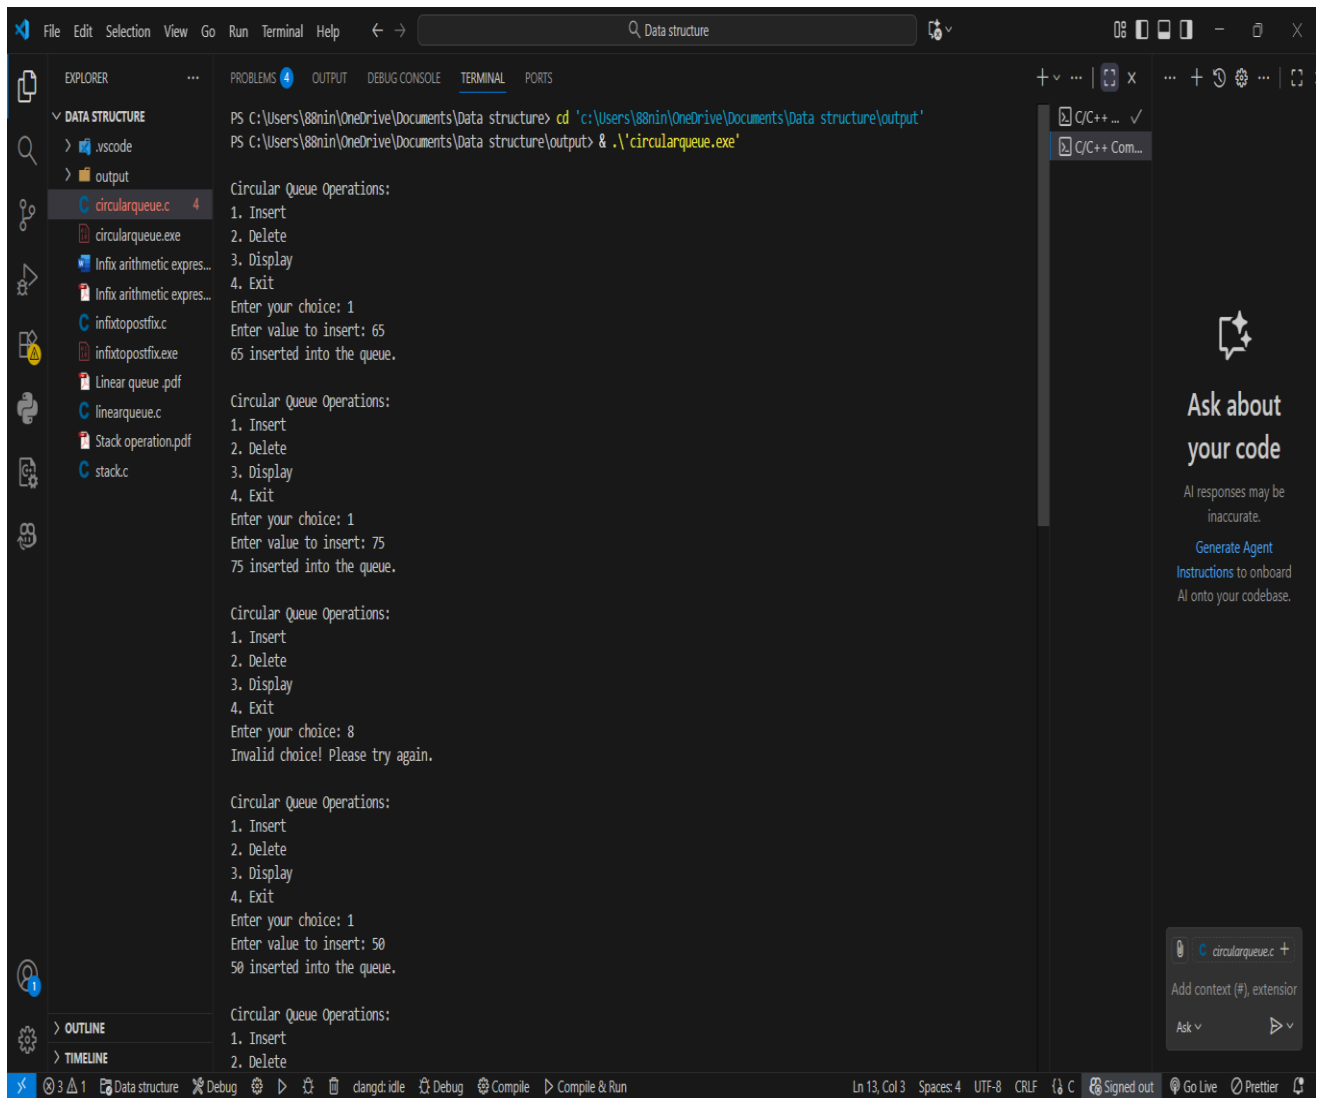 File Edit Selection View Go Run Terminal Help
Data structure
EXPLORER
DATA STRUCTURE
.vscode
output
circularqueue.c 4
circularqueue.exe
Infix arithmetic expres...
Infix arithmetic expres...
infixtopostfix.c
infixtopostfix.exe
Linear queue .pdf
linearqueue.c
Stack operation.pdf
stack.c
OUTLINE
TIMELINE
PROBLEMS 4 OUTPUT DEBUG CONSOLE TERMINAL PORTS
PS C:\Users\88nin\OneDrive\Documents\Data structure> cd 'c:\Users\88nin\OneDrive\Documents\Data structure\output'
PS C:\Users\88nin\OneDrive\Documents\Data structure\output> & .\'circularqueue.exe'
Circular Queue Operations:
1. Insert
2. Delete
3. Display
4. Exit
Enter your choice: 1
Enter value to insert: 65
65 inserted into the queue.
Circular Queue Operations:
1. Insert
2. Delete
3. Display
4. Exit
Enter your choice: 1
Enter value to insert: 75
75 inserted into the queue.
Circular Queue Operations:
1. Insert
2. Delete
3. Display
4. Exit
Enter your choice: 8
Invalid choice! Please try again.
Circular Queue Operations:
1. Insert
2. Delete
3. Display
4. Exit
Enter your choice: 1
Enter value to insert: 50
50 inserted into the queue.
Circular Queue Operations:
1. Insert
2. Delete
C/C++ ...
C/C++ Com...
Ask about
your code
AI responses may be
inaccurate.
Generate Agent
Instructions to onboard
AI onto your codebase.
C circularqueue.c
Add context (#), extension
Ask
1
3 1 Data structure Debug clangd: idle Debug Compile Compile & Run Ln 13, Col 3 Spaces: 4 UTF-8 CRLF C Signed out Go Live Prettier